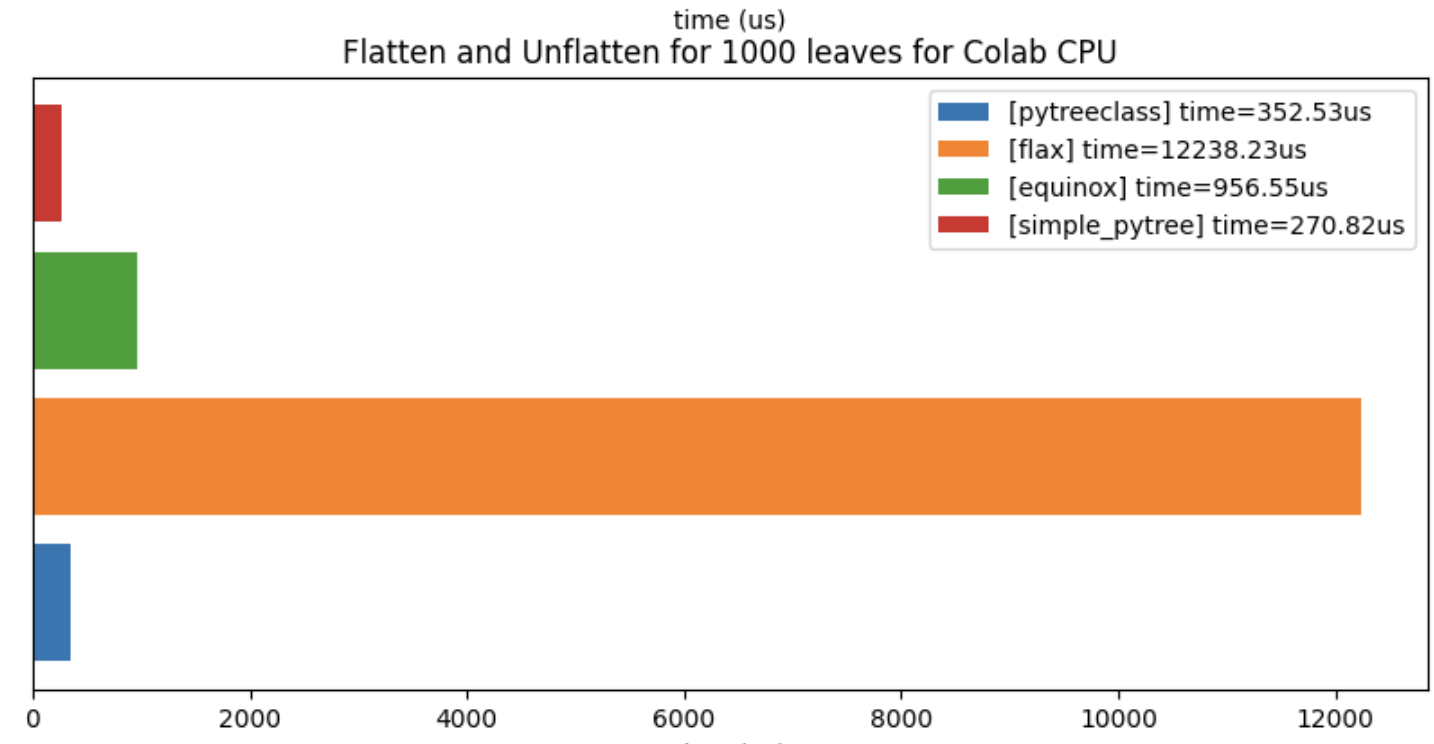 time (us)
Flatten and Unflatten for 1000 leaves for Colab CPU
[pytreeclass] time=352.53us
[flax] time=12238.23us
[equinox] time=956.55us
[simple_pytree] time=270.82us
0 2000 4000 6000 8000 10000 12000